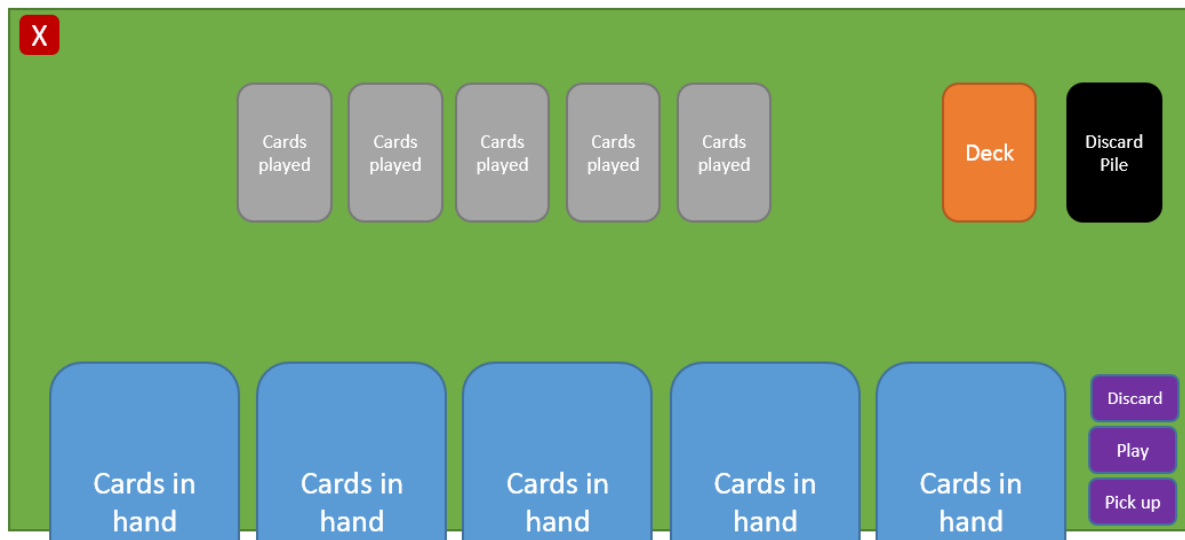 X
Cards
played
Cards
played
Cards
played
Cards
played
Cards
played
Deck
Discard
Pile
Cards in
hand
Cards in
hand
Cards in
hand
Cards in
hand
Cards in
hand
Discard
Play
Pick up